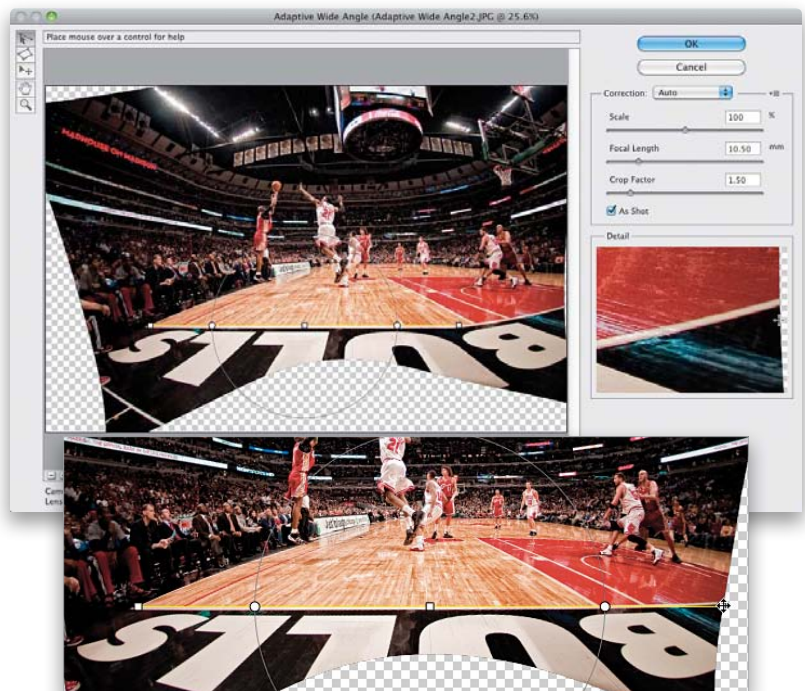 Adaptive Wide Angle (Adaptive Wide Angle2.JPG @ 25.6%)
Place mouse over a control for help
OK
Cancel
Correction: Auto
Scale 100 %
Focal Length 10.50 mm
Crop Factor 1.50
As Shot
Detail
MADHOUSE ON MADISON
BULLS
Cam
Lens
BULLS